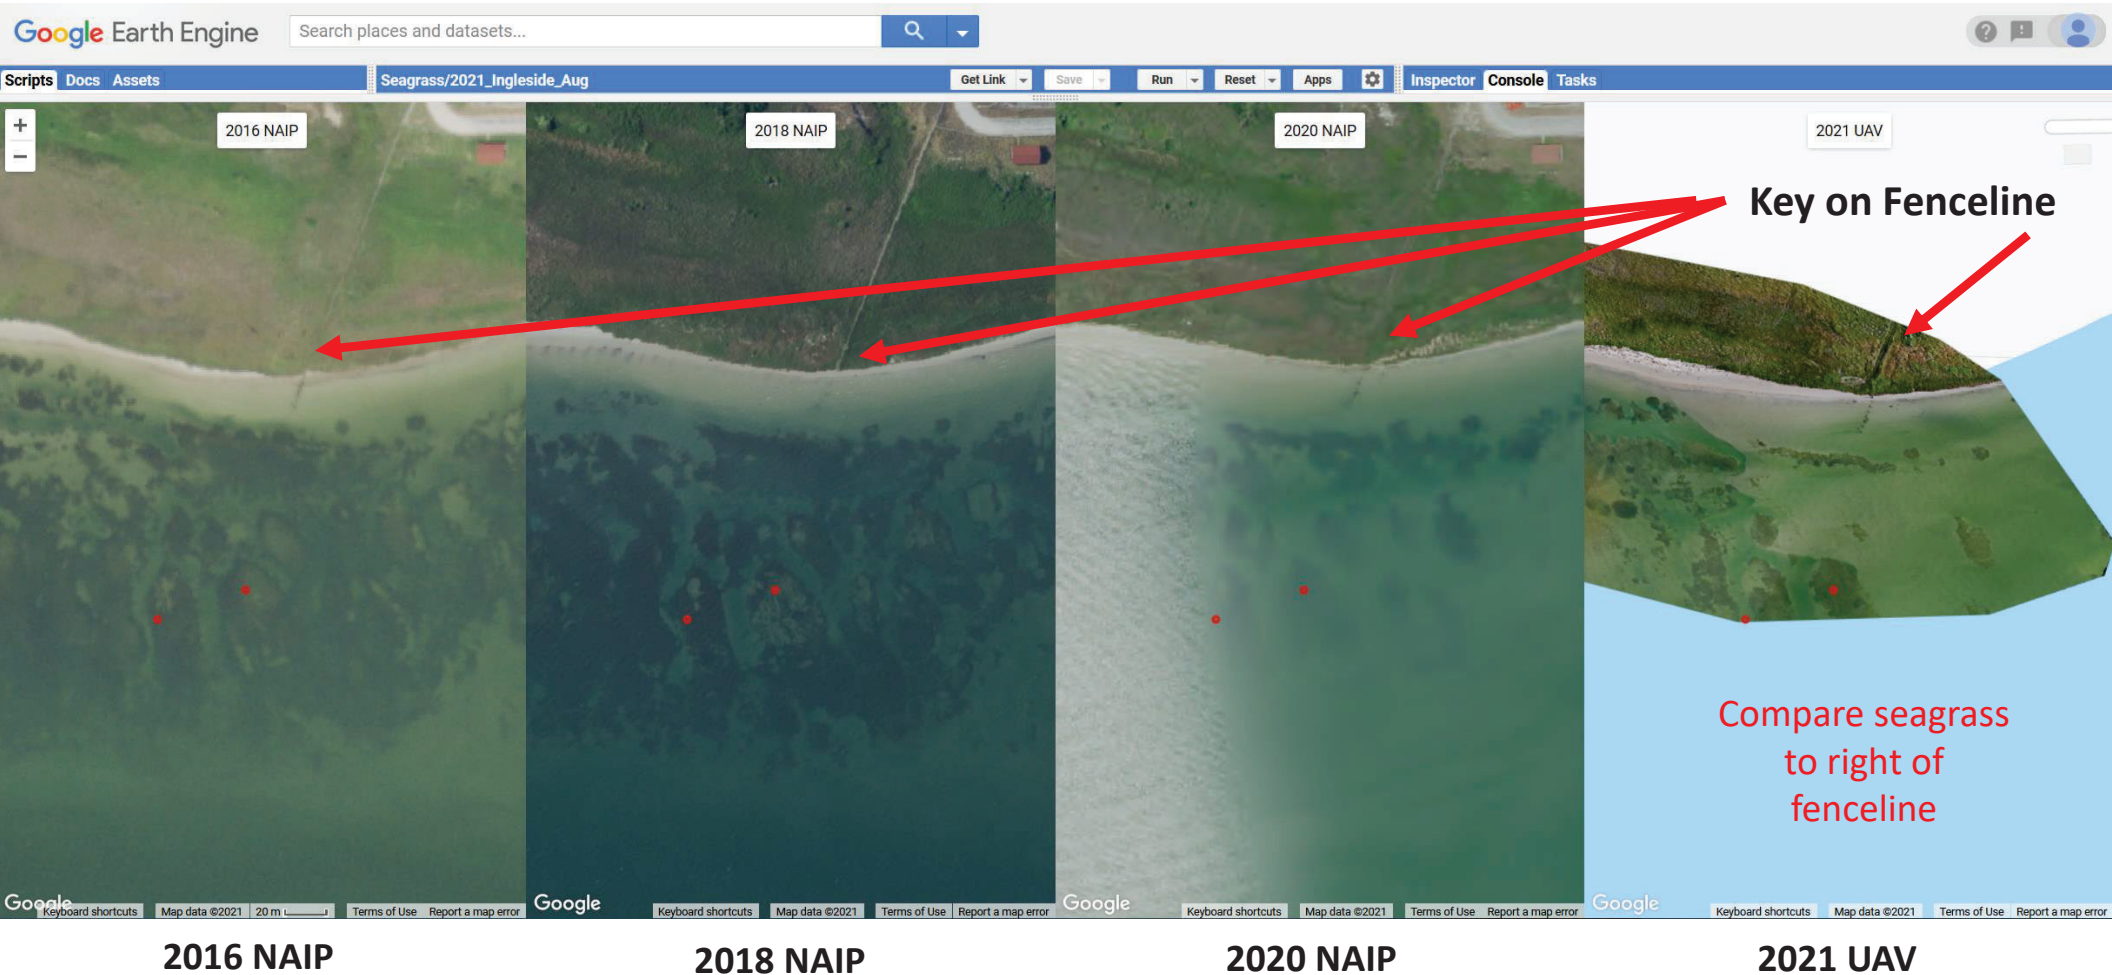 Google Earth Engine
Search places and datasets...
Scripts Docs Assets
Seagrass/2021_Ingleside_Aug
Get Link Save Run Reset Apps
Inspector Console Tasks
+
−
2016 NAIP
2018 NAIP
2020 NAIP
2021 UAV
Key on Fenceline
Compare seagrass
to right of
fenceline
Google
Keyboard shortcuts Map data ©2021 20 m Terms of Use Report a map error
Google
Keyboard shortcuts Map data ©2021 Terms of Use Report a map error
Google
Keyboard shortcuts Map data ©2021 Terms of Use Report a map error
Google
Keyboard shortcuts Map data ©2021 Terms of Use Report a map error
2016 NAIP
2018 NAIP
2020 NAIP
2021 UAV